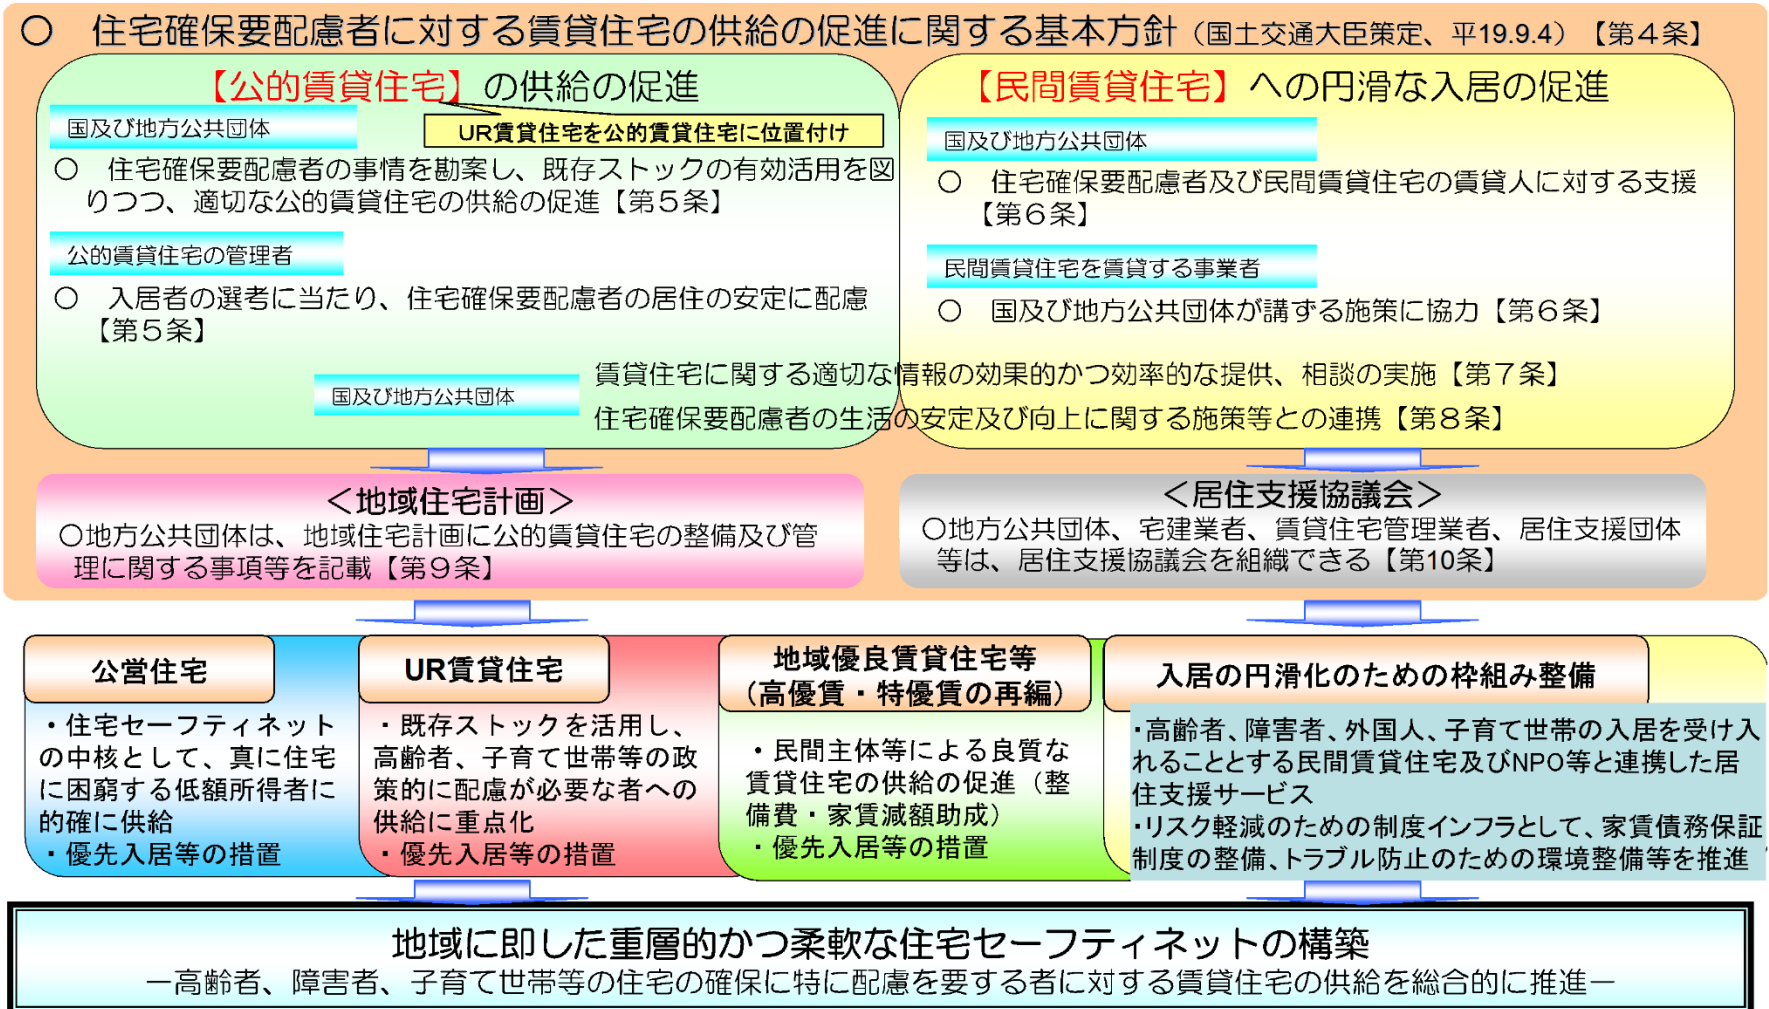 ○ 住宅確保要配慮者に対する賃貸住宅の供給の促進に関する基本方針（国土交通大臣策定、平19.9.4）【第４条】
【公的賃貸住宅】の供給の促進
国及び地方公共団体
UR賃貸住宅を公的賃貸住宅に位置付け
○ 住宅確保要配慮者の事情を勘案し、既存ストックの有効活用を図
りつつ、適切な公的賃貸住宅の供給の促進【第５条】
公的賃貸住宅の管理者
○ 入居者の選考に当たり、住宅確保要配慮者の居住の安定に配慮
【第５条】
【民間賃貸住宅】への円滑な入居の促進
国及び地方公共団体
○ 住宅確保要配慮者及び民間賃貸住宅の賃貸人に対する支援
【第６条】
民間賃貸住宅を賃貸する事業者
○ 国及び地方公共団体が講ずる施策に協力【第６条】
国及び地方公共団体
賃貸住宅に関する適切な情報の効果的かつ効率的な提供、相談の実施【第７条】
住宅確保要配慮者の生活の安定及び向上に関する施策等との連携【第８条】
＜地域住宅計画＞
○地方公共団体は、地域住宅計画に公的賃貸住宅の整備及び管
理に関する事項等を記載【第９条】
＜居住支援協議会＞
○地方公共団体、宅建業者、賃貸住宅管理業者、居住支援団体
等は、居住支援協議会を組織できる【第10条】
公営住宅
・住宅セーフティネット
の中核として、真に住宅
に困窮する低額所得者に
的確に供給
・優先入居等の措置
UR賃貸住宅
・既存ストックを活用し、
高齢者、子育て世帯等の政
策的に配慮が必要な者への
供給に重点化
・優先入居等の措置
地域優良賃貸住宅等
（高優賃・特優賃の再編）
・民間主体等による良質な
賃貸住宅の供給の促進（整
備費・家賃減額助成）
・優先入居等の措置
入居の円滑化のための枠組み整備
・高齢者、障害者、外国人、子育て世帯の入居を受け入
れることとする民間賃貸住宅及びNPO等と連携した居
住支援サービス
・リスク軽減のための制度インフラとして、家賃債務保証
制度の整備、トラブル防止のための環境整備等を推進
地域に即した重層的かつ柔軟な住宅セーフティネットの構築
－高齢者、障害者、子育て世帯等の住宅の確保に特に配慮を要する者に対する賃貸住宅の供給を総合的に推進－